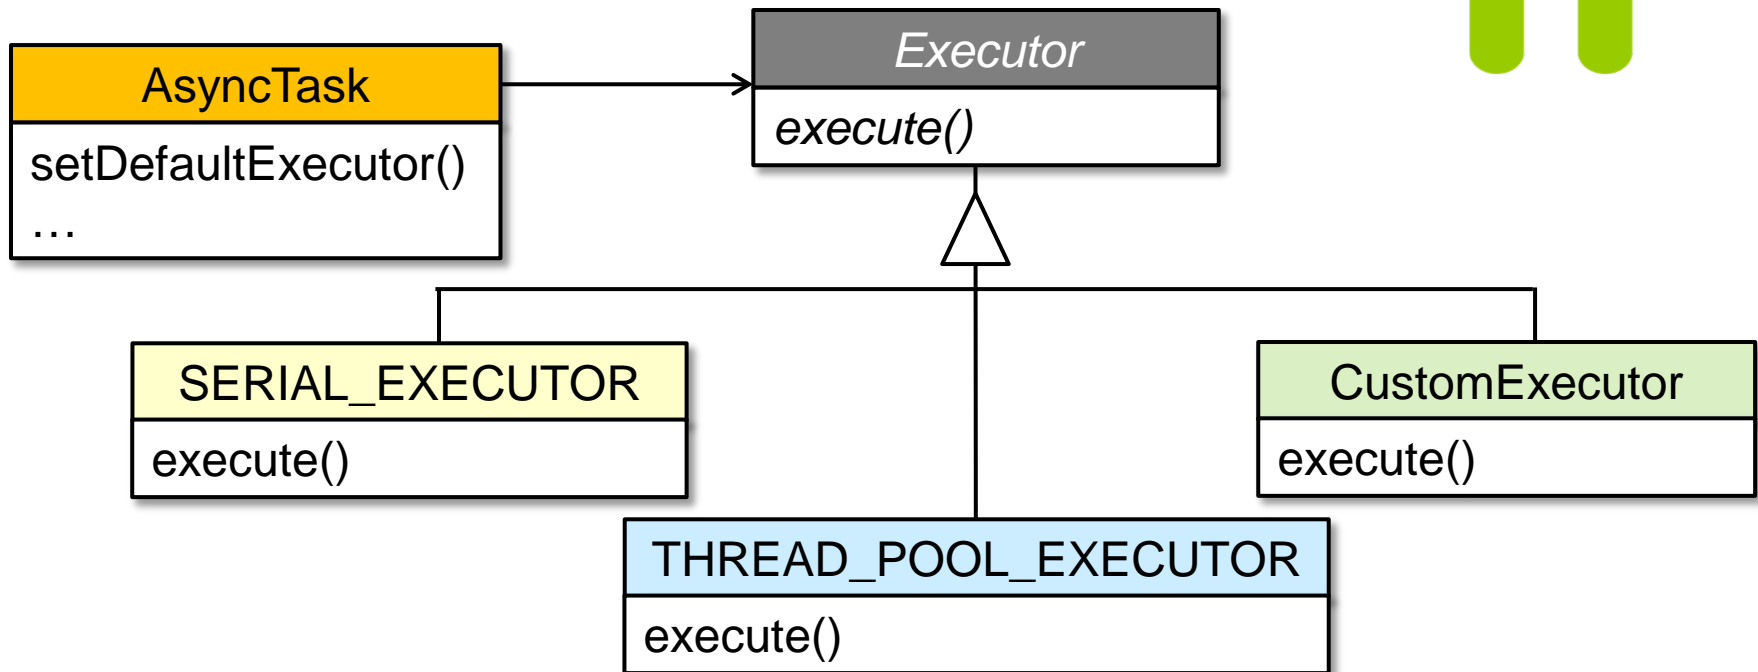 AsyncTask
setDefaultExecutor()
…
Executor
execute()
SERIAL_EXECUTOR
execute()
THREAD_POOL_EXECUTOR
execute()
CustomExecutor
execute()